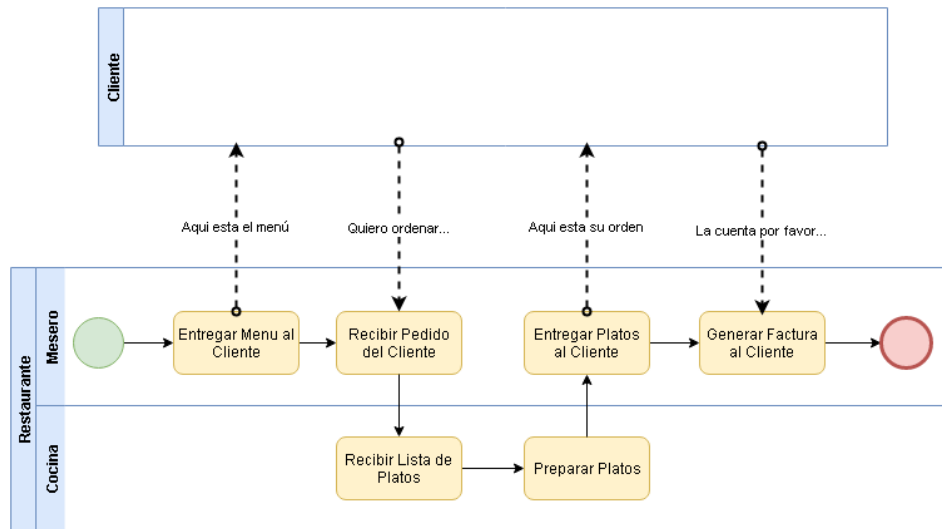 Cliente
Aqui esta el menú
Quiero ordenar...
Aqui esta su orden
La cuenta por favor...
Restaurante
Mesero
Entregar Menu al
Cliente
Recibir Pedido
del Cliente
Entregar Platos
al Cliente
Generar Factura
al Cliente
Cocina
Recibir Lista de
Platos
Preparar Platos